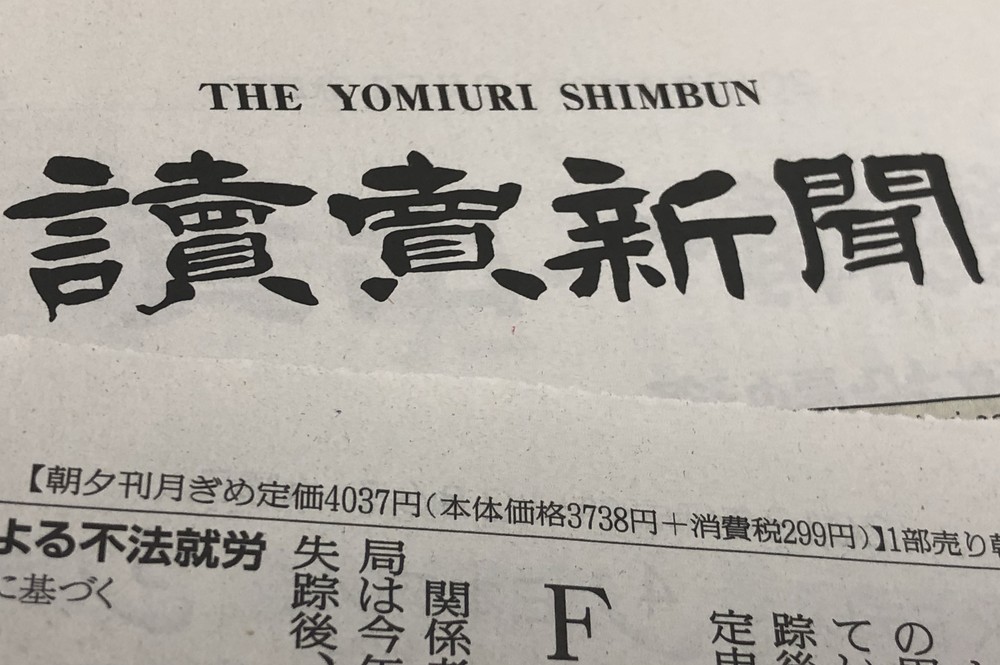 THE YOMIURI SHIMBUN
讀賣新聞
【朝夕刊月ぎめ定価4037円(本体価格3738円+消費税299円)】1部売り
よる不法就労
に基づく
F
関係
局は今年
失踪後、
の
て
踪後
定